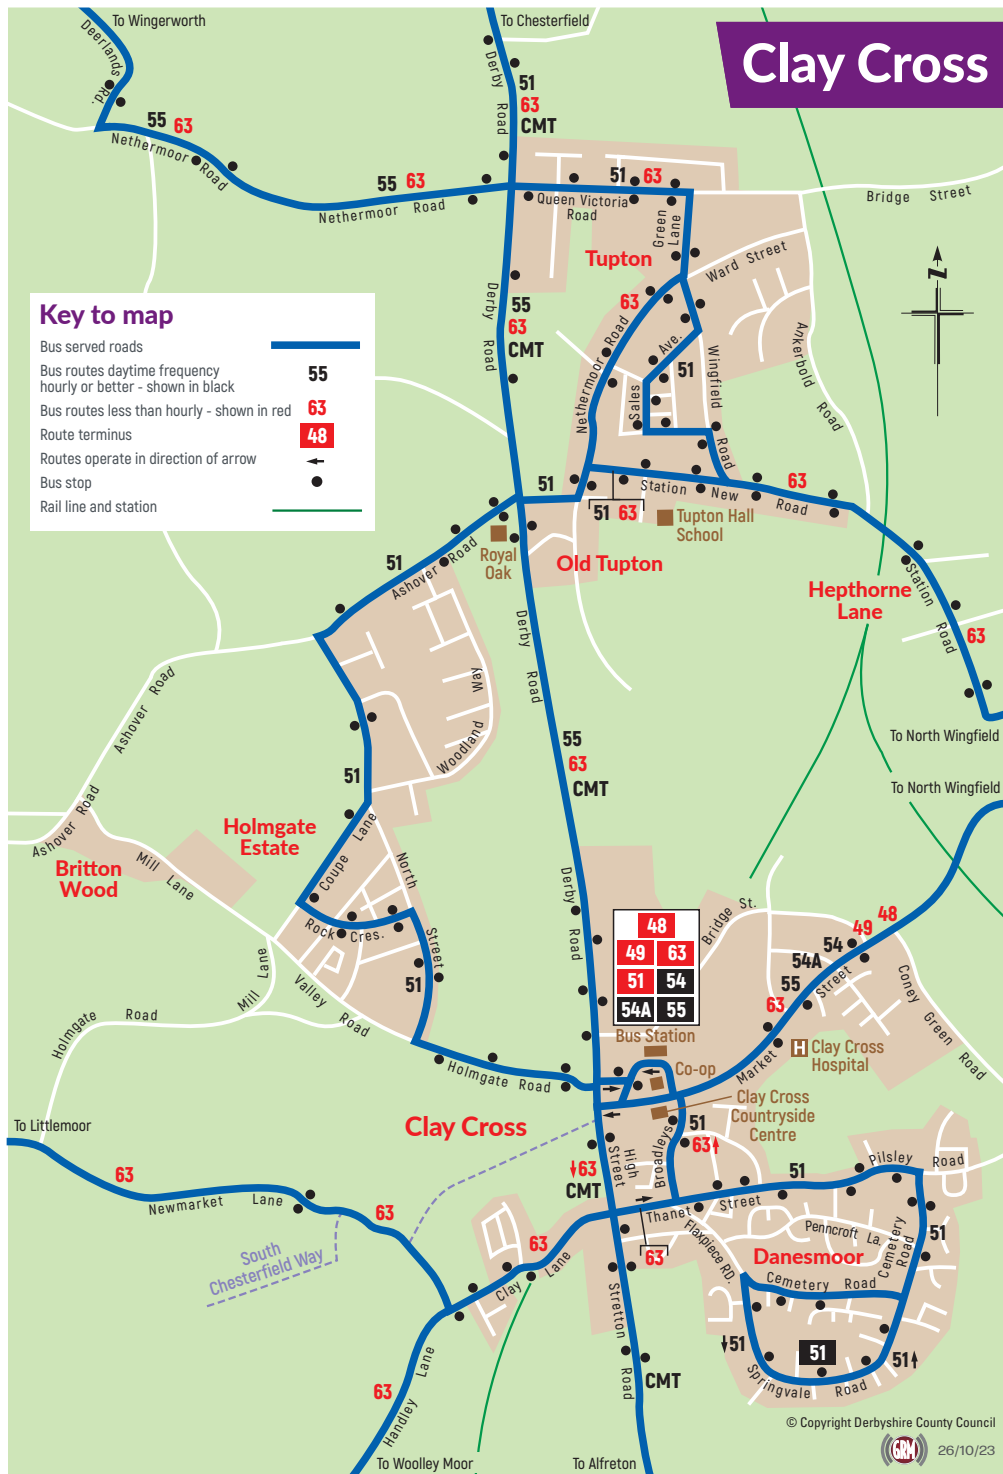 Clay Cross
To Wingerworth
To Chesterfield
Deerlands
Rd.
Derby
Road
51
63
CMT
55 63
Nethermoor
Road
55 63
Nethermoor Road
51 63
Queen Victoria
Road
Green
Lane
Bridge Street
Tupton
Ward Street
Ankerbold Road
Derby
Road
55
63
CMT
63
Nethermoor Road
Sales
Ave.
51
Wingfield
Road
Key to map
Bus served roads
Bus routes daytime frequency
hourly or better - shown in black
55
Bus routes less than hourly - shown in red
63
Route terminus
48
Routes operate in direction of arrow
Bus stop
Rail line and station
N
51
51 63
Station New Road
63
Tupton Hall
School
Royal
Oak
Old Tupton
51
Ashover Road
Hepthorne
Lane
Station
Road
63
To North Wingfield
To North Wingfield
Derby
Road
Woodland
Way
Ashover Road
Ashover Road
51
55
63
CMT
Holmgate
Estate
Britton
Wood
Mill Lane
Coupe Lane
North
Street
Rock Cres.
51
Valley
Road
Mill Lane
Holmgate Road
Derby
Road
48
49 63
51 54
54A 55
Bus Station
Bridge St.
49 48
54
54A
55
63
Market Street
Coney Green Road
H Clay Cross
Hospital
Co-op
Clay Cross
Countryside
Centre
Holmgate Road
Clay Cross
To Littlemoor
63
Newmarket Lane
63
South
Chesterfield Way
63
CMT
High
Street
Broadleys
51
63
51
Pilsley Road
Thanet Street
63
Flaxpiece RD.
Penncroft La.
Danesmoor
Cemetery
Road
51
Cemetery Road
63
Clay Lane
Stretton
Road
CMT
51
51
51
Springvale Road
63
Handley Lane
To Woolley Moor
To Alfreton
© Copyright Derbyshire County Council
GRM
26/10/23